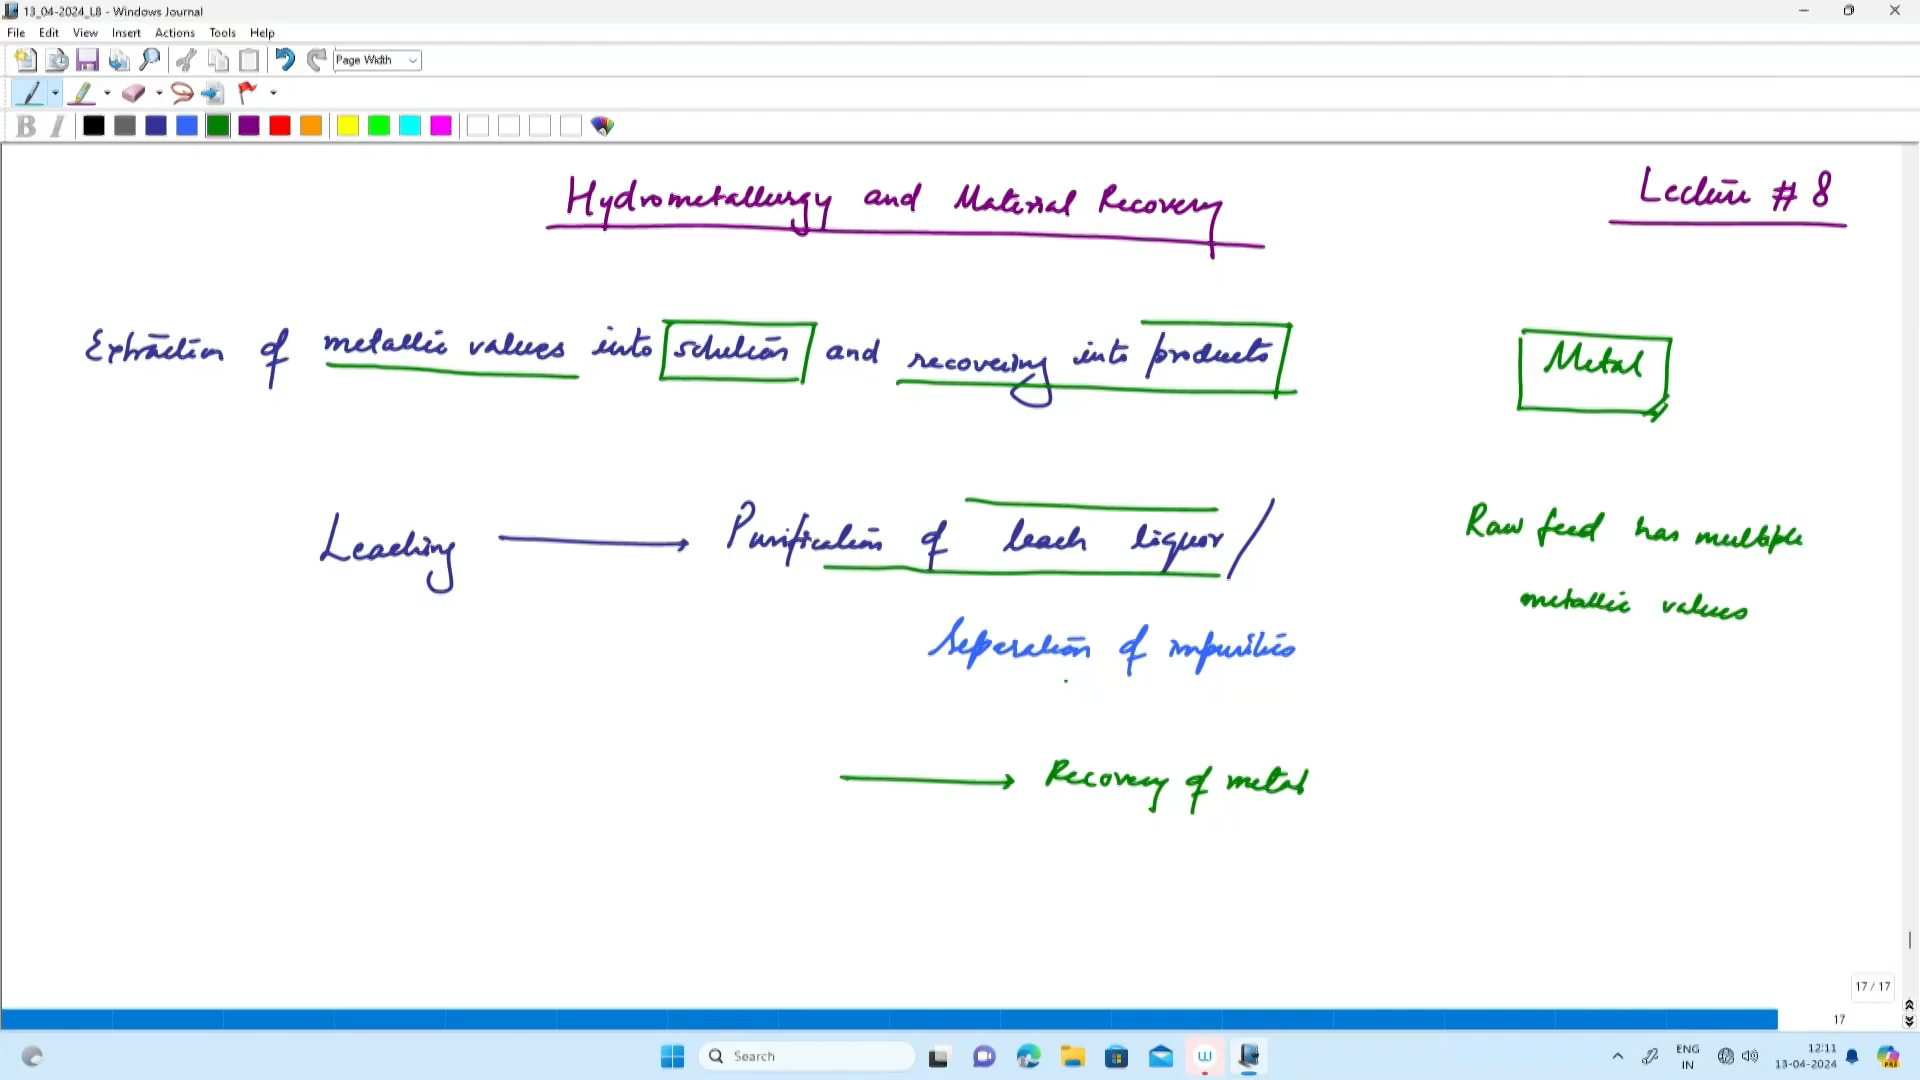 13_04-2024_L8 - Windows Journal
File Edit View Insert Actions Tools Help
Page Width
B I
Hydrometallurgy and Material Recovery
Lecture # 8
Extraction of metallic values into solution and recovering into products
Metal
Leaching → Purification of leach liquor /
Raw feed has multiple
metallic values
Separation of impurities
→ Recovery of metal
17 / 17
17
Search
ENG
IN
12:11
13-04-2024